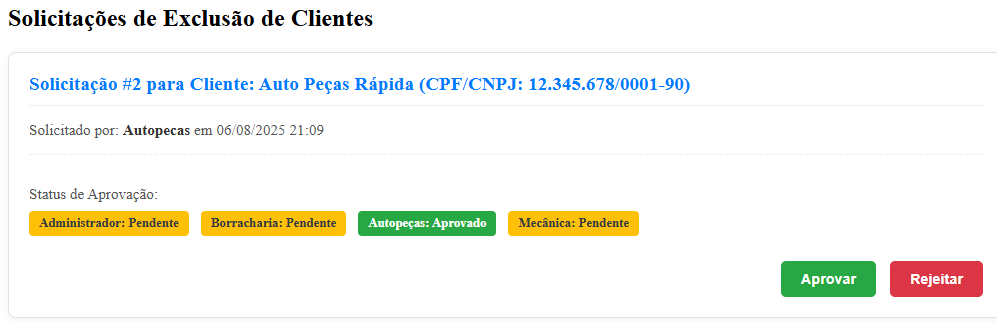 Solicitações de Exclusão de Clientes
Solicitação #2 para Cliente: Auto Peças Rápida (CPF/CNPJ: 12.345.678/0001-90)
Solicitado por: Autopecas em 06/08/2025 21:09
Status de Aprovação:
Administrador: Pendente Borracharia: Pendente Autopeças: Aprovado Mecânica: Pendente
Aprovar Rejeitar